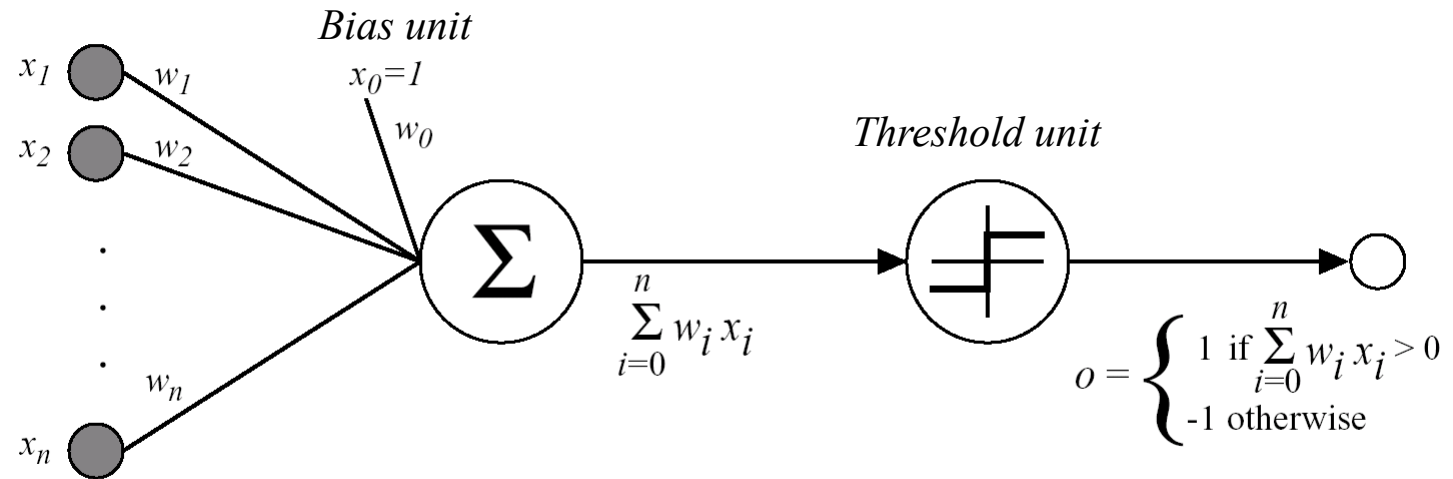 Bias unit
x₀=1
x₁
w₁
w₀
x₂
w₂
.
.
.
wₙ
xₙ
Σ
n
Σ wᵢ xᵢ
i=0
Threshold unit
o = { 1 if Σⁿᵢ₌₀ wᵢ xᵢ > 0
-1 otherwise